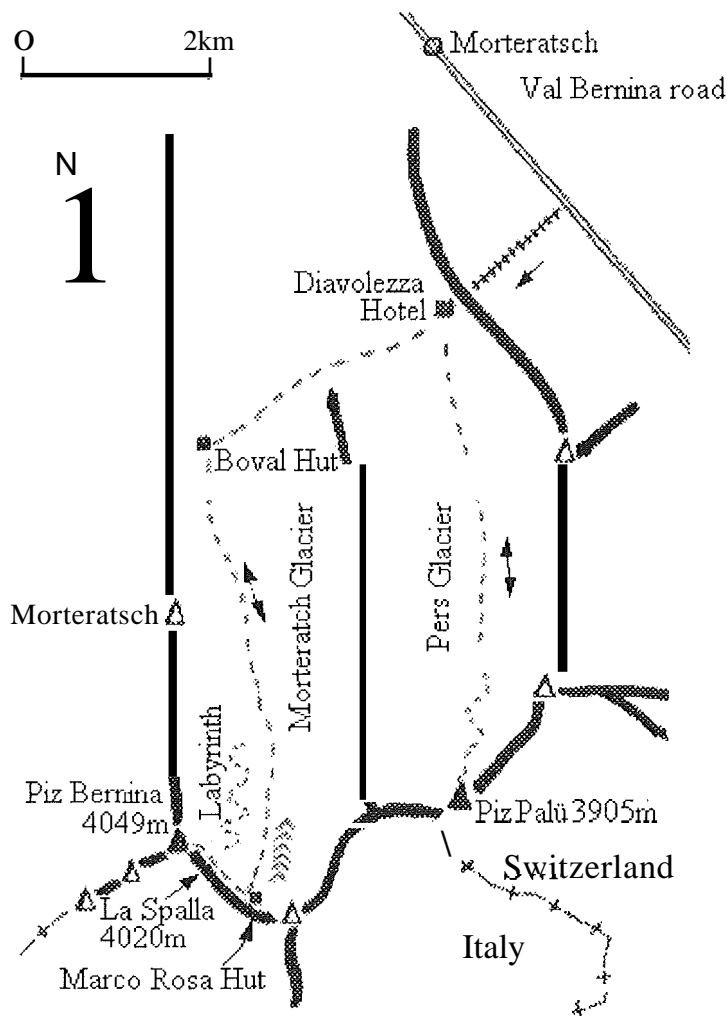 O 2km
Morteratsch
Val Bernina road
N
1
Diavolezza
Hotel
Boval Hut
Morteratch Glacier
Pers Glacier
Morteratsch
Labyrinth
Piz Bernina
4049m
Piz Palü 3905m
La Spalla
4020m
Switzerland
Italy
Marco Rosa Hut